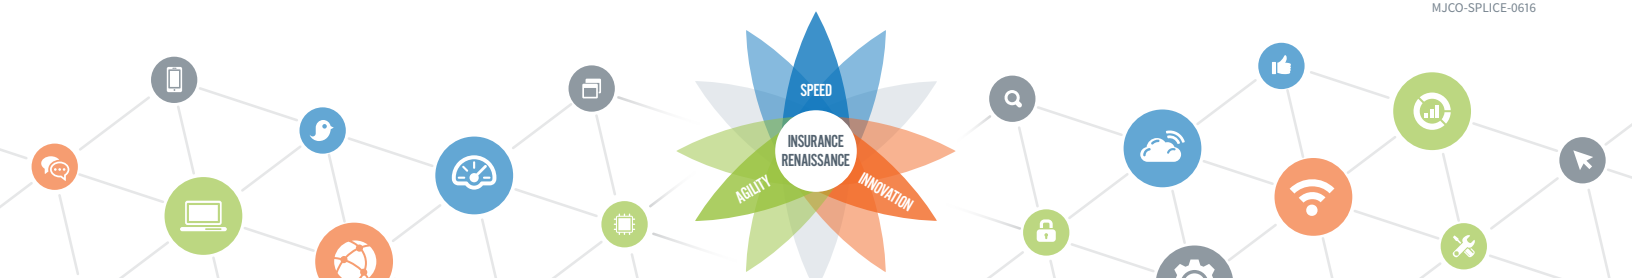 MJCO-SPLICE-0616
SPEED
INSURANCE
RENAISSANCE
AGILITY
INNOVATION